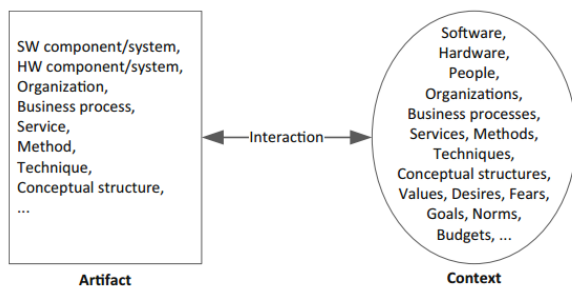 SW component/system,
HW component/system,
Organization,
Business process,
Service,
Method,
Technique,
Conceptual structure,
...
Artifact
Interaction
Software,
Hardware,
People,
Organizations,
Business processes,
Services, Methods,
Techniques,
Conceptual structures,
Values, Desires, Fears,
Goals, Norms,
Budgets, ...
Context